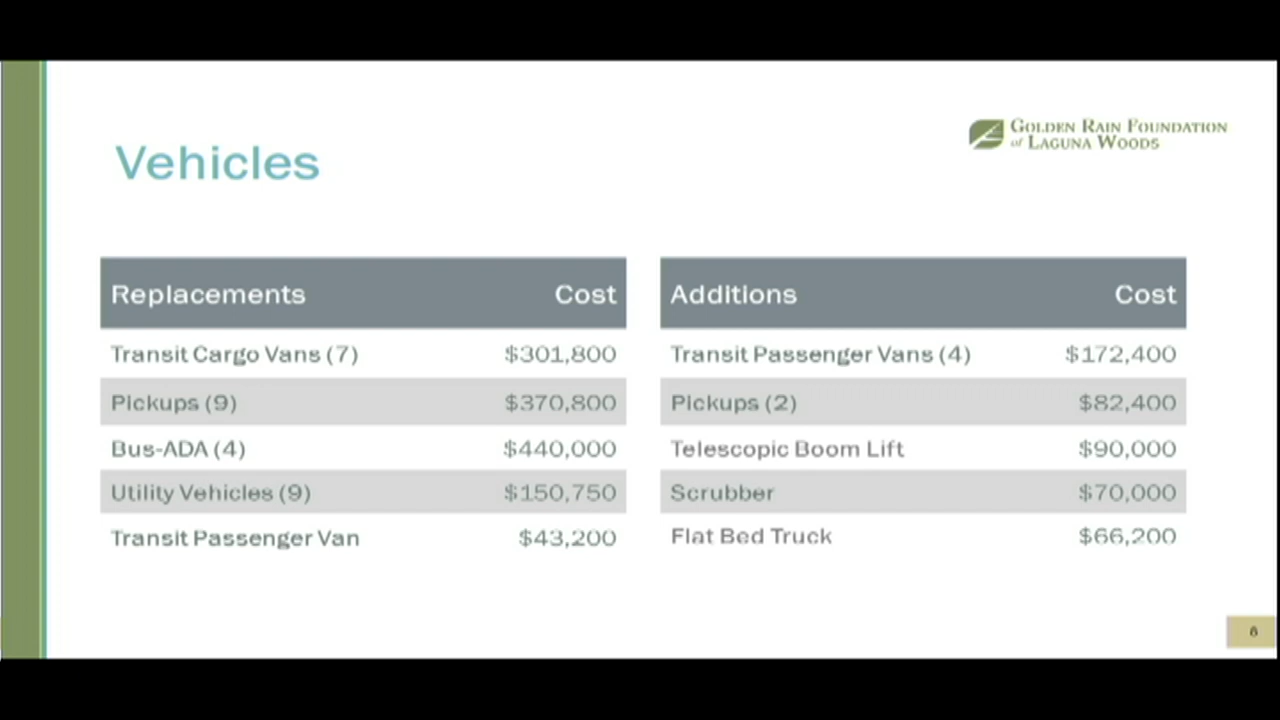 GOLDEN RAIN FOUNDATION
of LAGUNA WOODS
Vehicles
Replacements Cost
Transit Cargo Vans (7) $301,800
Pickups (9) $370,800
Bus-ADA (4) $440,000
Utility Vehicles (9) $150,750
Transit Passenger Van $43,200
Additions Cost
Transit Passenger Vans (4) $172,400
Pickups (2) $82,400
Telescopic Boom Lift $90,000
Scrubber $70,000
Flat Bed Truck $66,200
6